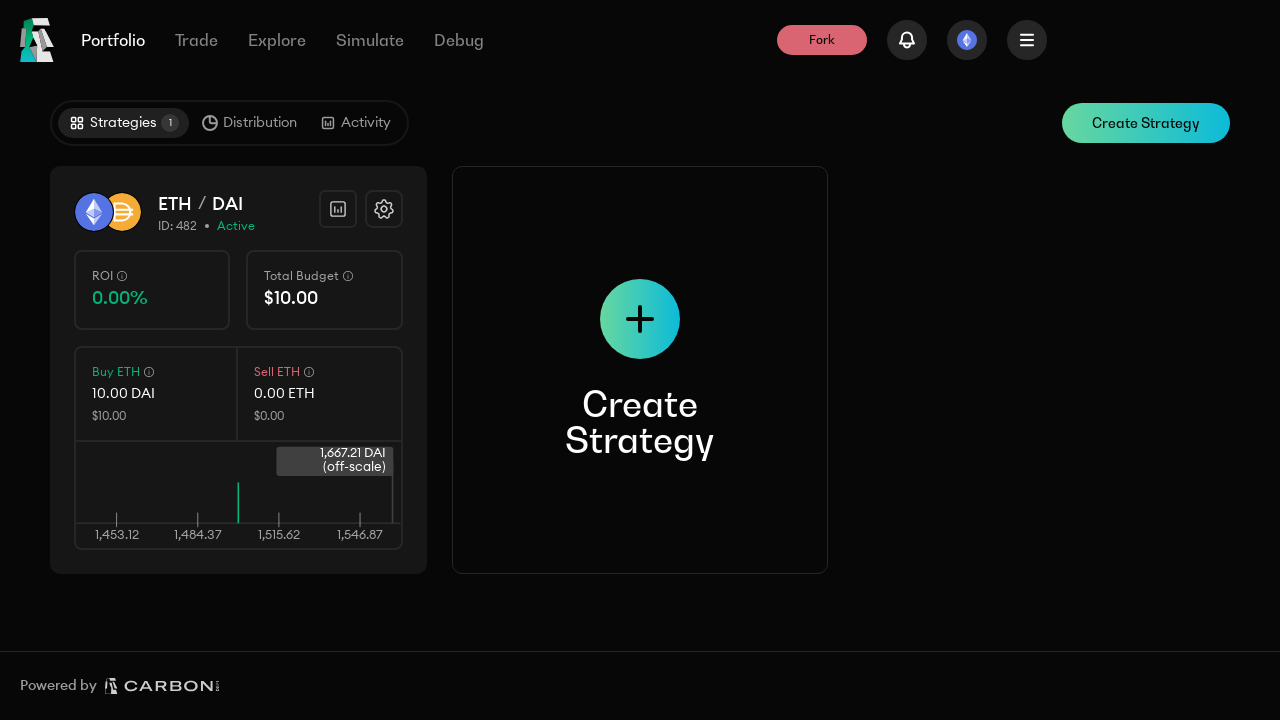 Portfolio
Trade
Explore
Simulate
Debug
Fork
Strategies 1
Distribution
Activity
Create Strategy
ETH / DAI
ID: 482 • Active
ROI
0.00%
Total Budget
$10.00
Buy ETH
10.00 DAI
$10.00
Sell ETH
0.00 ETH
$0.00
1,667.21 DAI
(off-scale)
1,453.12
1,484.37
1,515.62
1,546.87
Create
Strategy
Powered by CARBON